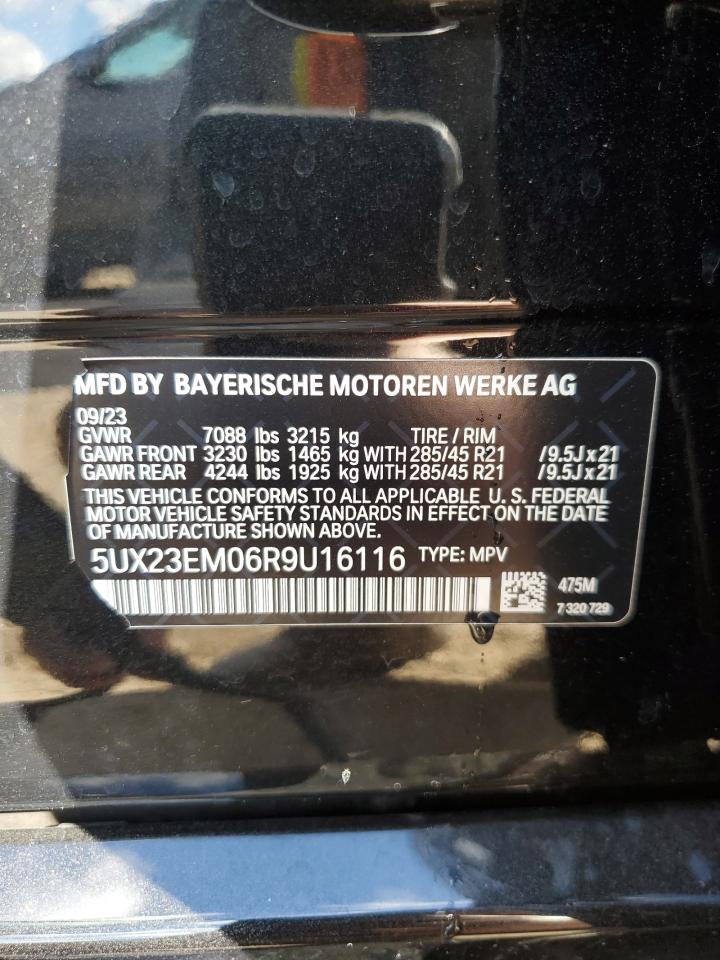 MFD BY BAYERISCHE MOTOREN WERKE AG
09/23
GVWR 7088 lbs 3215 kg TIRE / RIM
GAWR FRONT 3230 lbs 1465 kg WITH 285/45 R21 /9.5J x 21
GAWR REAR 4244 lbs 1925 kg WITH 285/45 R21 /9.5J x 21
THIS VEHICLE CONFORMS TO ALL APPLICABLE U. S. FEDERAL
MOTOR VEHICLE SAFETY STANDARDS IN EFFECT ON THE DATE
OF MANUFACTURE SHOWN ABOVE.
5UX23EM06R9U16116 TYPE: MPV
475M
7 320 729